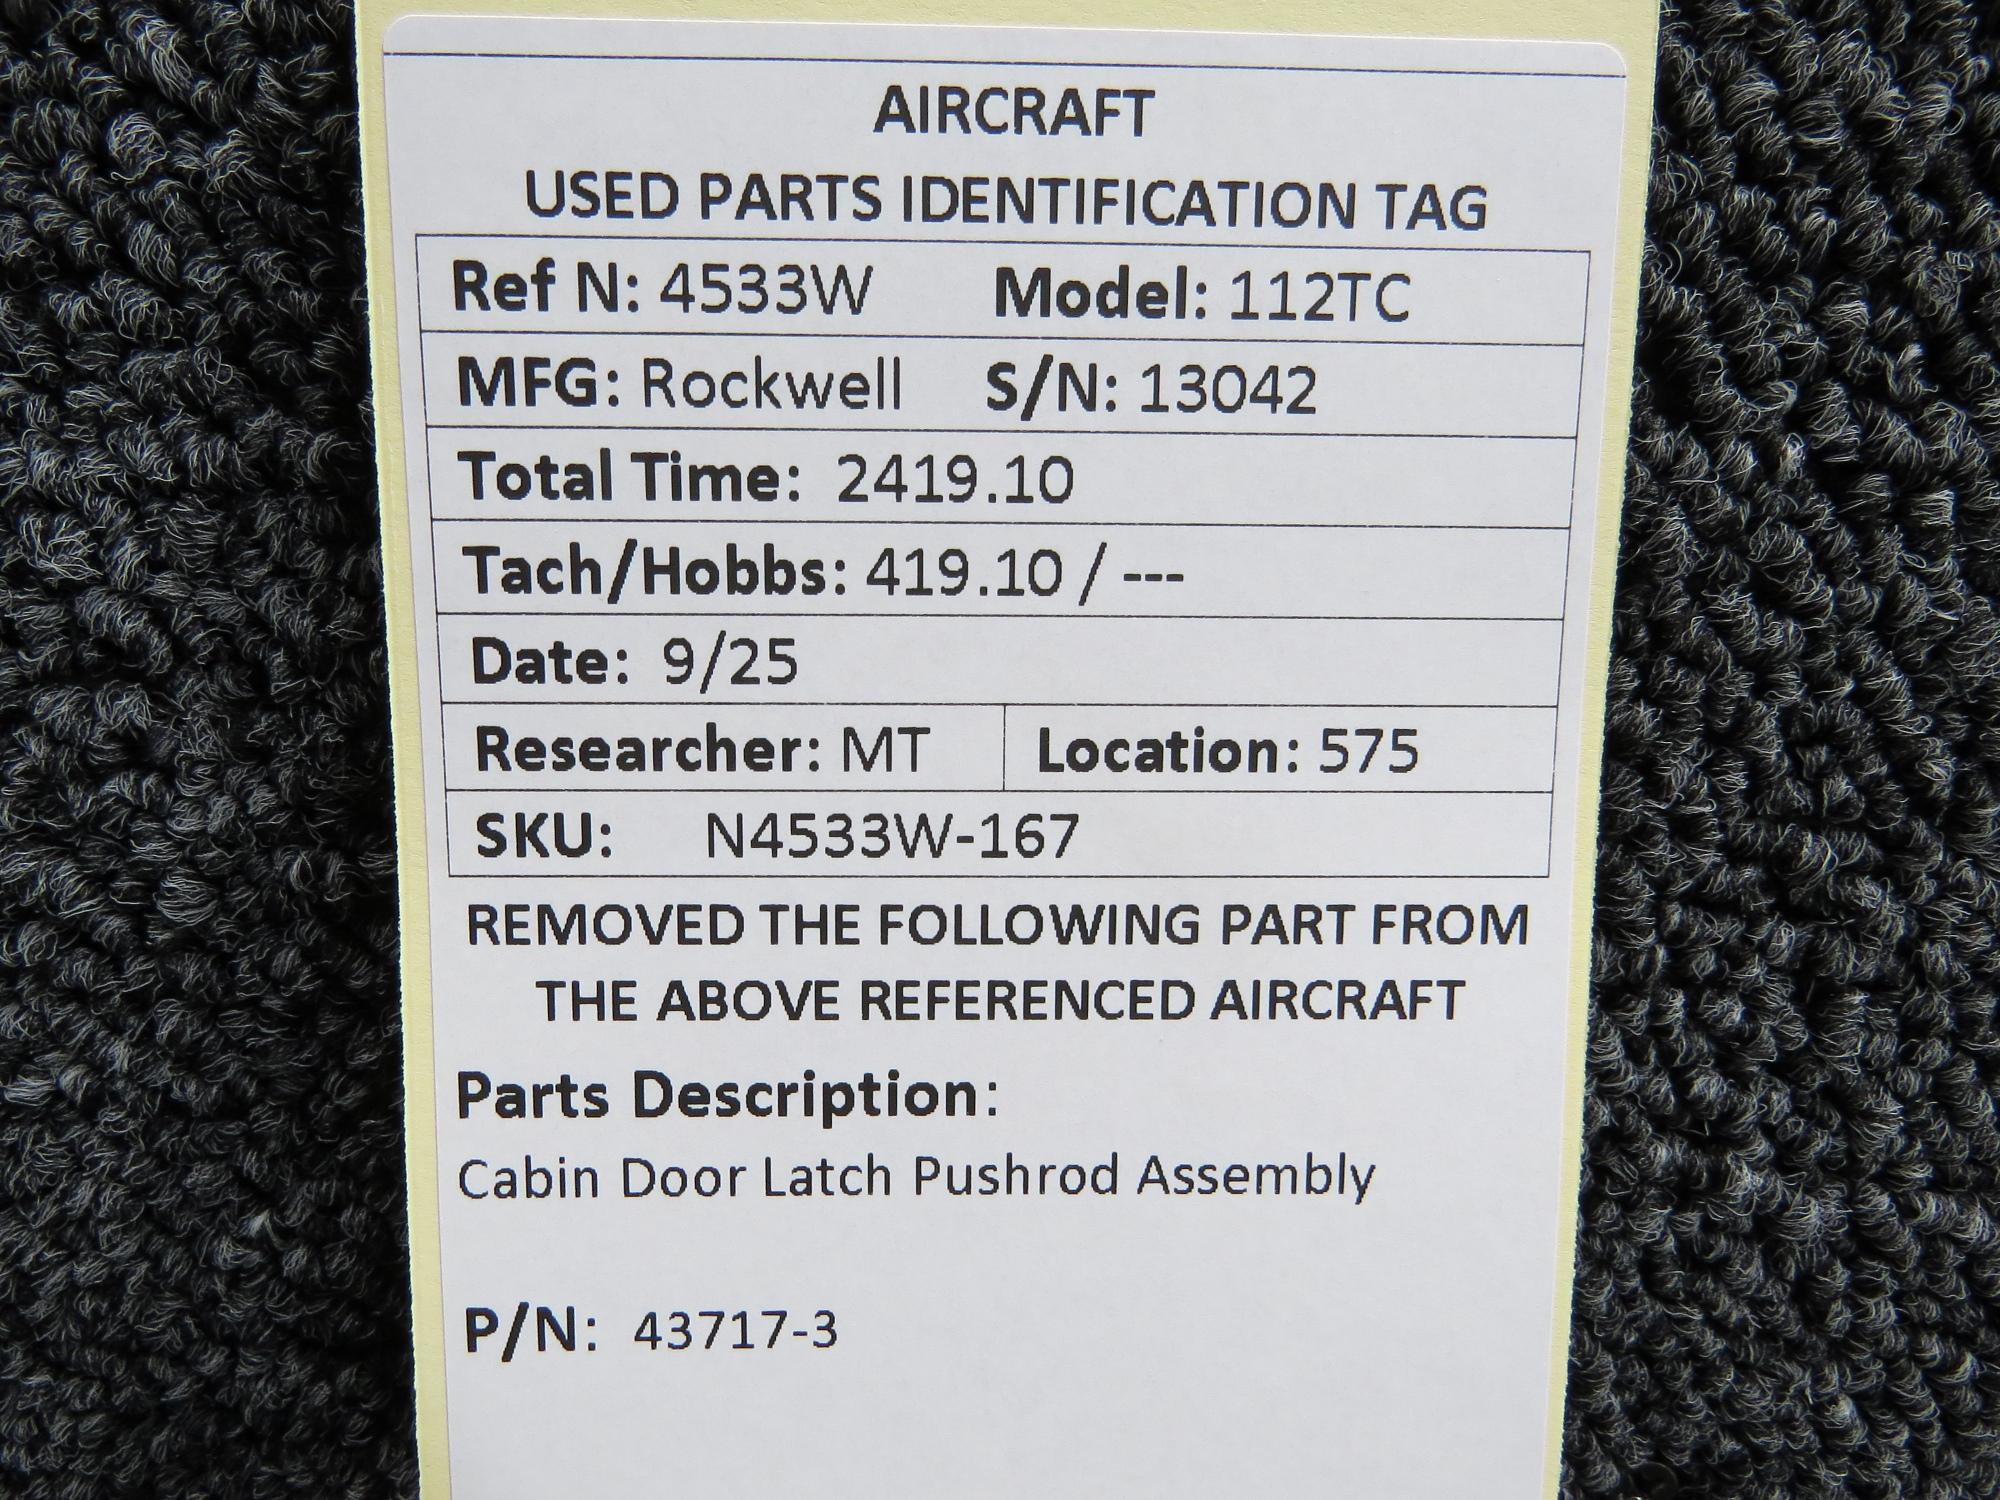 AIRCRAFT
USED PARTS IDENTIFICATION TAG
Ref N: 4533W Model: 112TC
MFG: Rockwell S/N: 13042
Total Time: 2419.10
Tach/Hobbs: 419.10 / ---
Date: 9/25
Researcher: MT Location: 575
SKU: N4533W-167
REMOVED THE FOLLOWING PART FROM
THE ABOVE REFERENCED AIRCRAFT
Parts Description:
Cabin Door Latch Pushrod Assembly
P/N: 43717-3